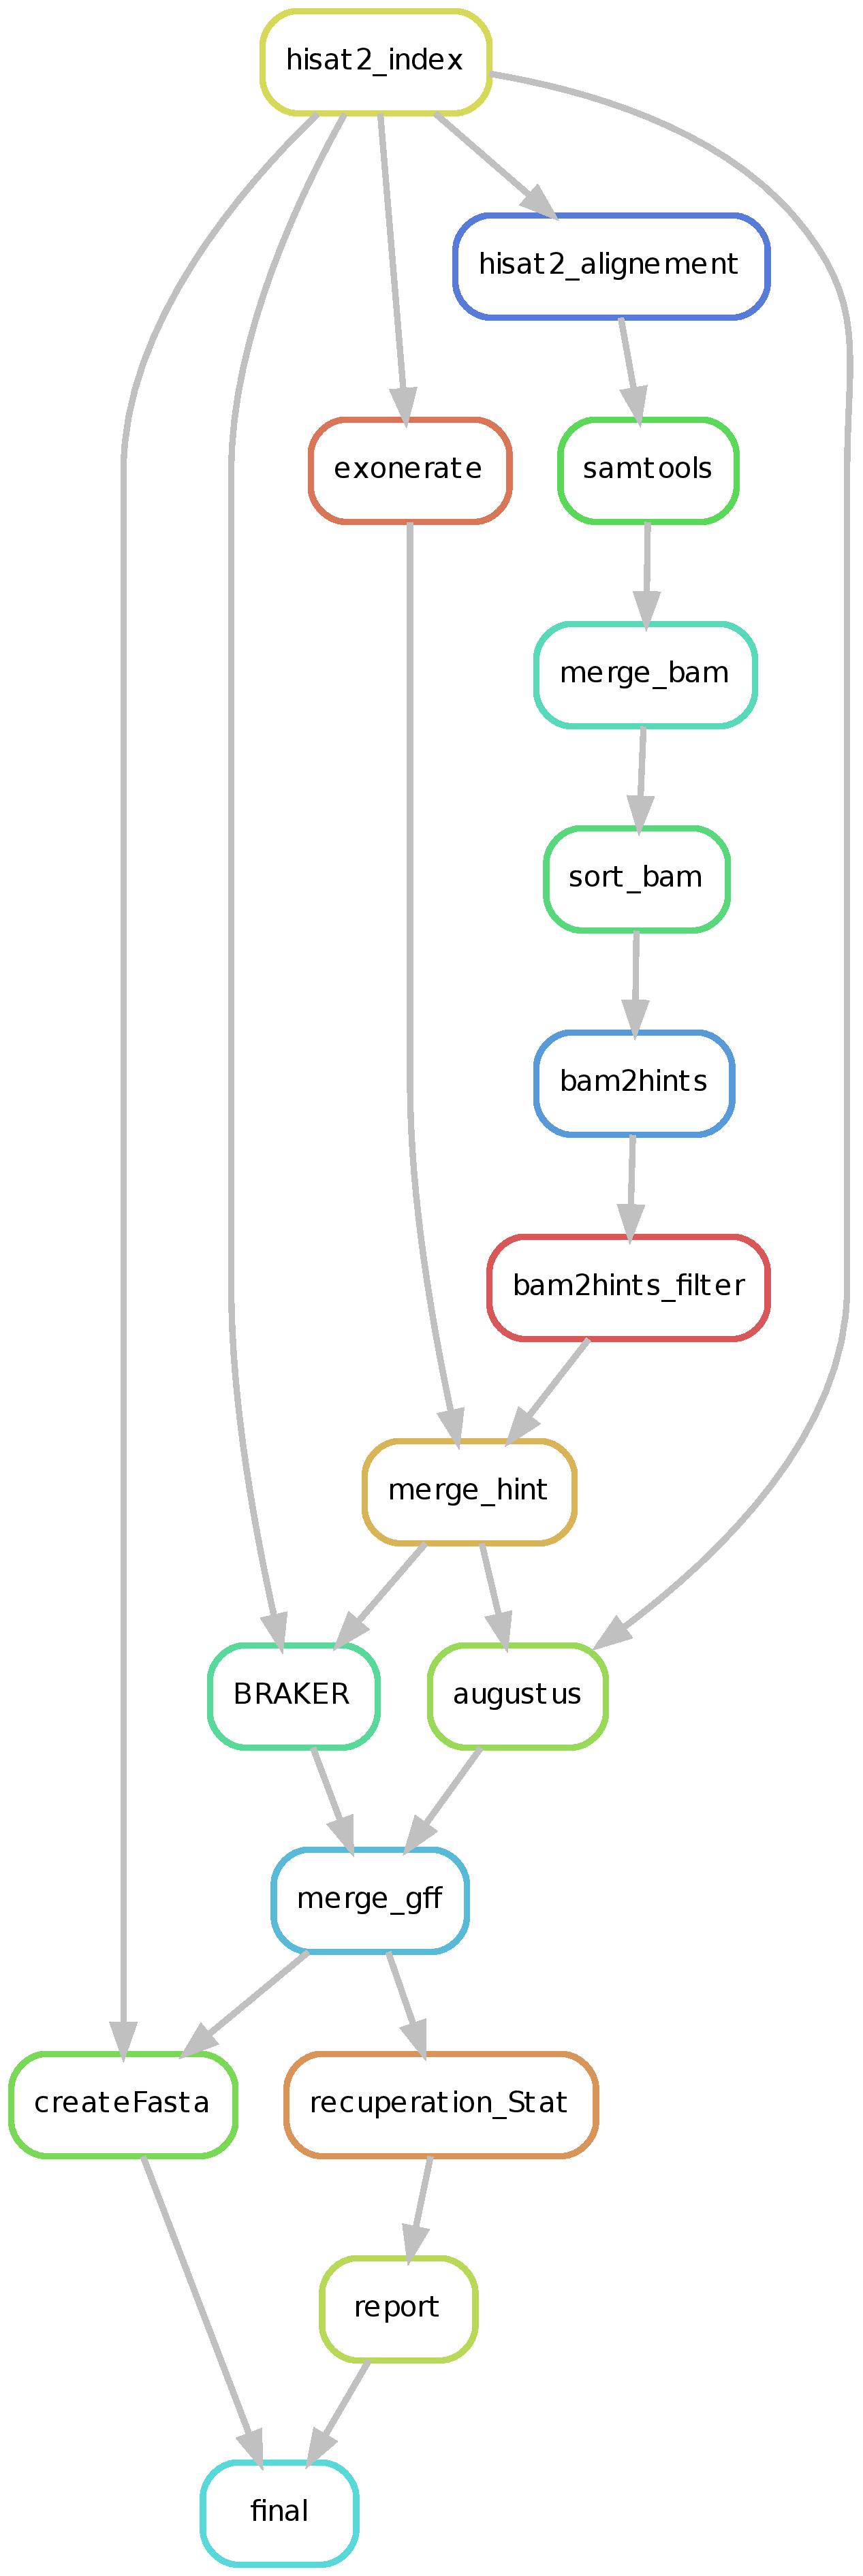 hisat2_index
hisat2_alignement
exonerate
samtools
merge_bam
sort_bam
bam2hints
bam2hints_filter
merge_hint
BRAKER
augustus
merge_gff
createFasta
recuperation_Stat
report
final